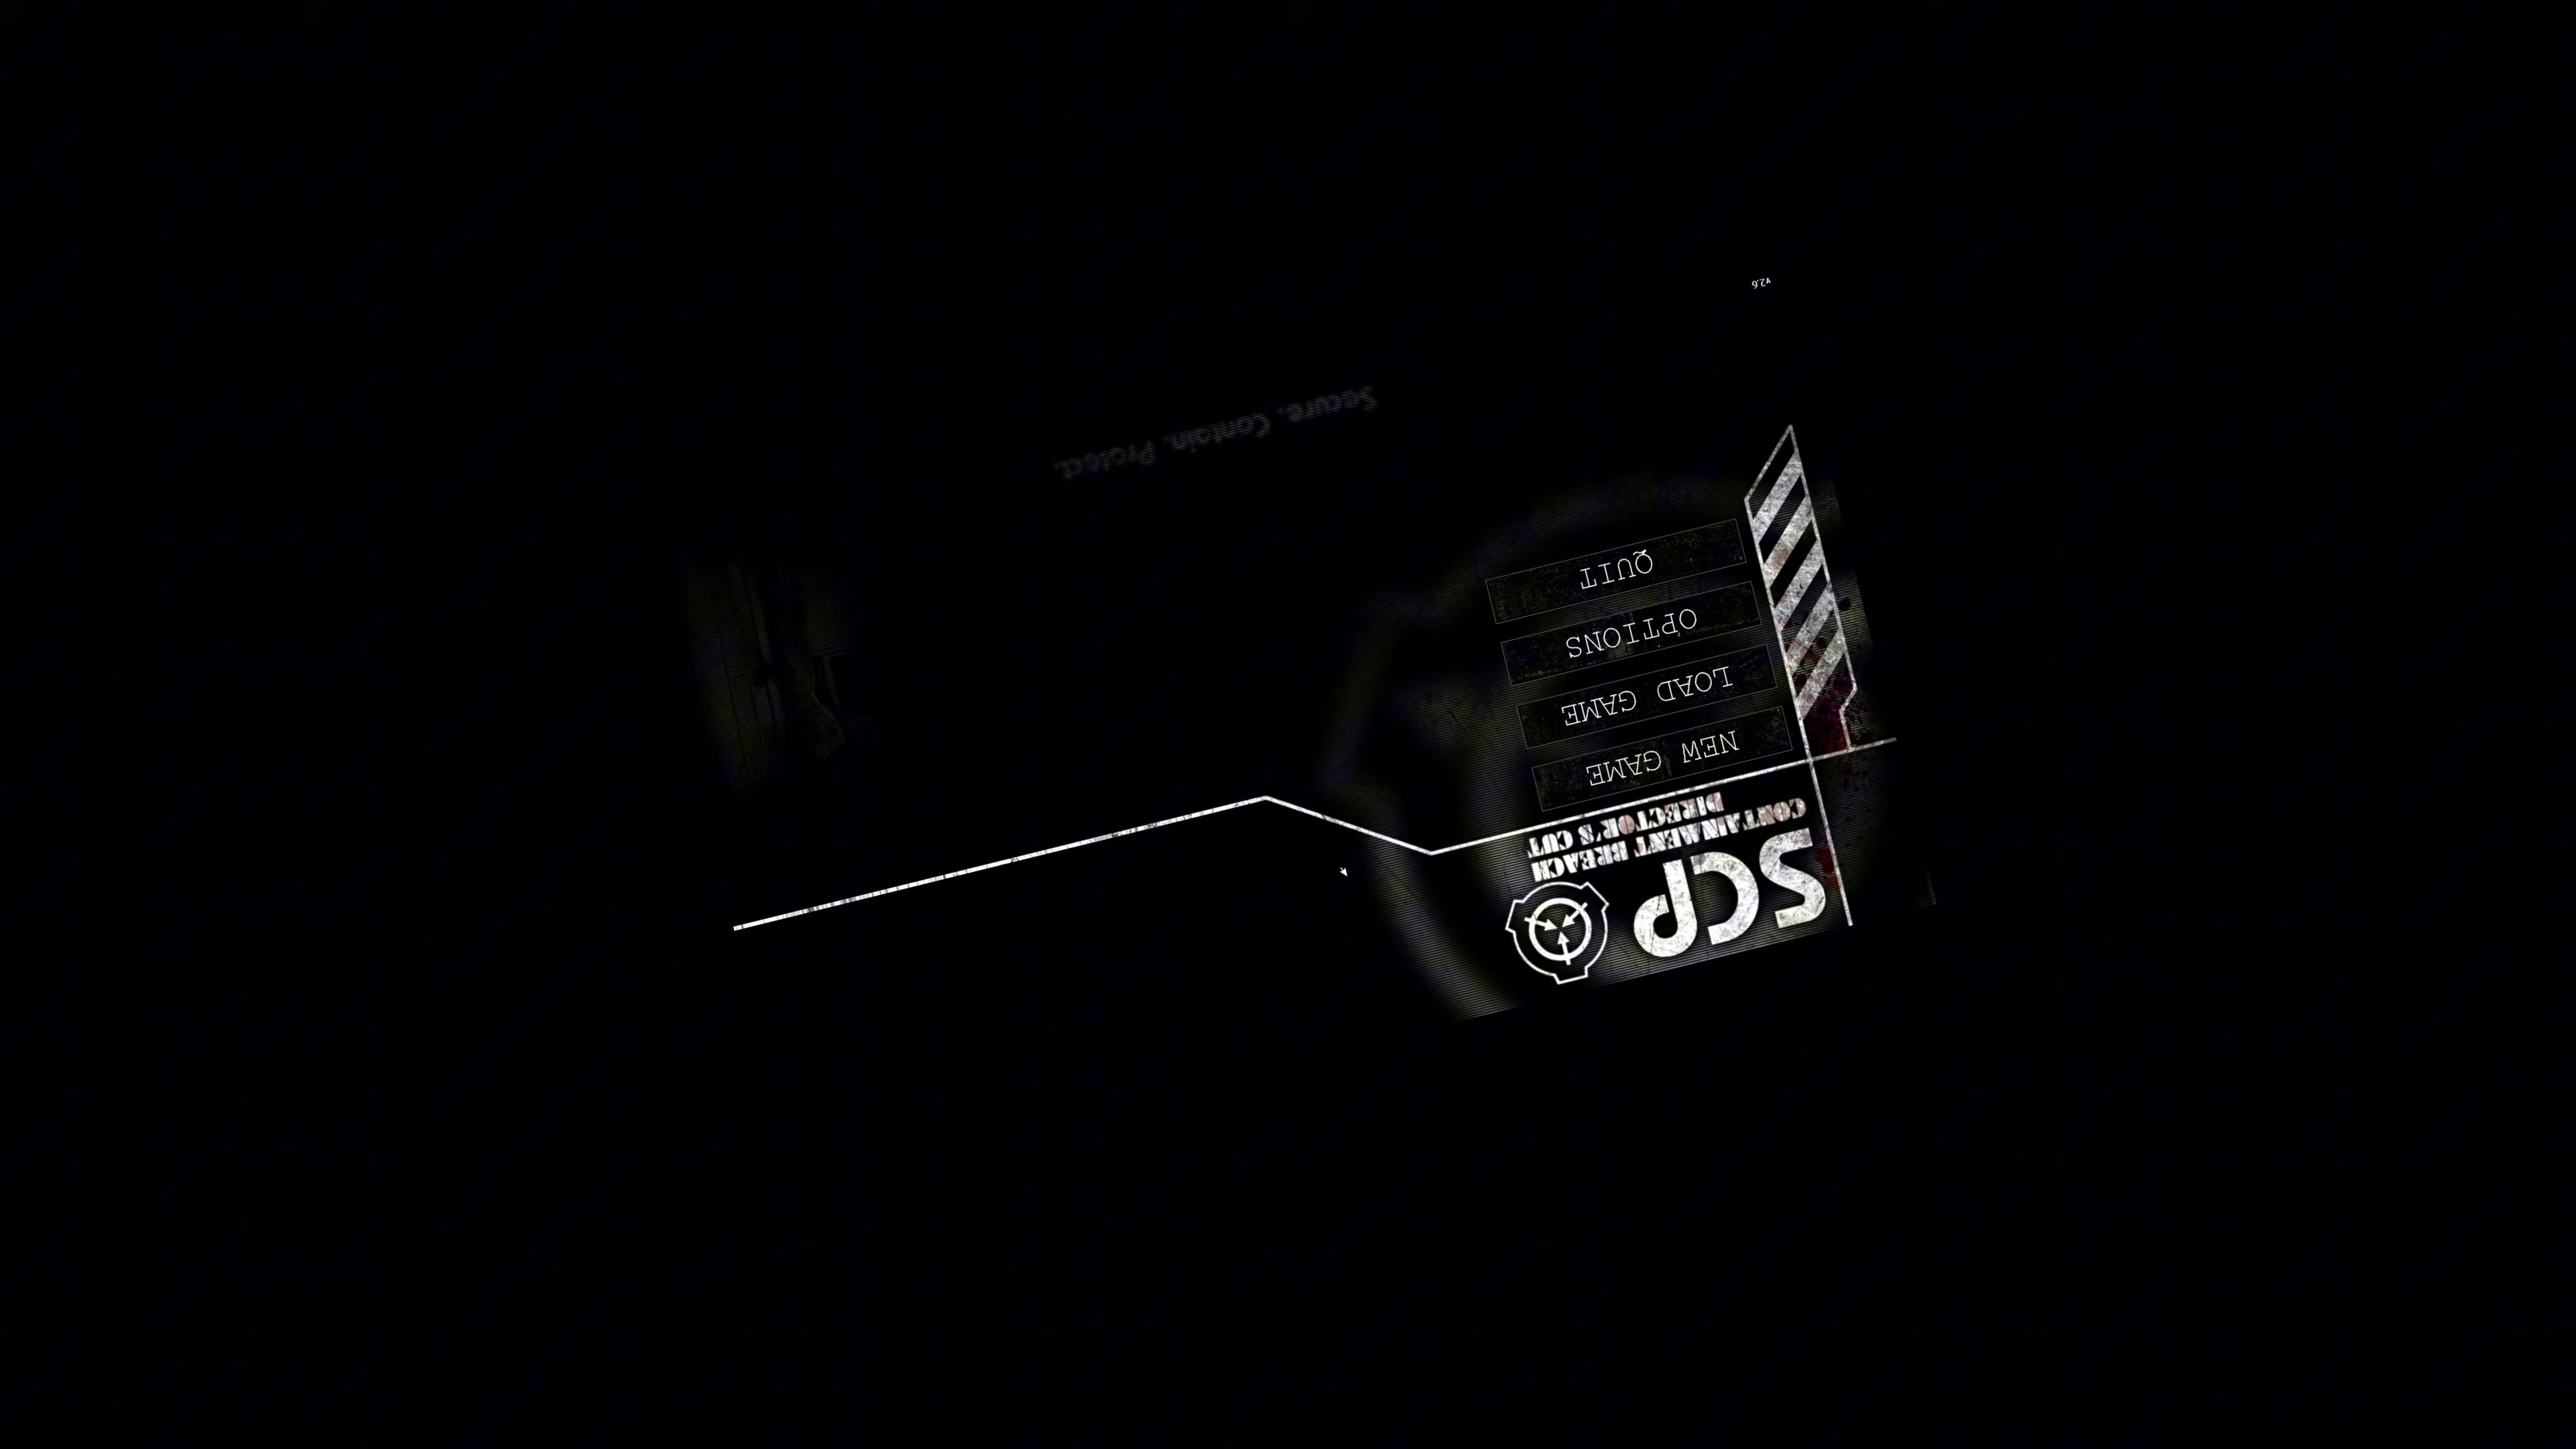 SCP
CONTAINMENT BREACH
DIRECTOR'S CUT
NEW GAME
LOAD GAME
OPTIONS
QUIT
Secure. Contain. Protect.
v2.6